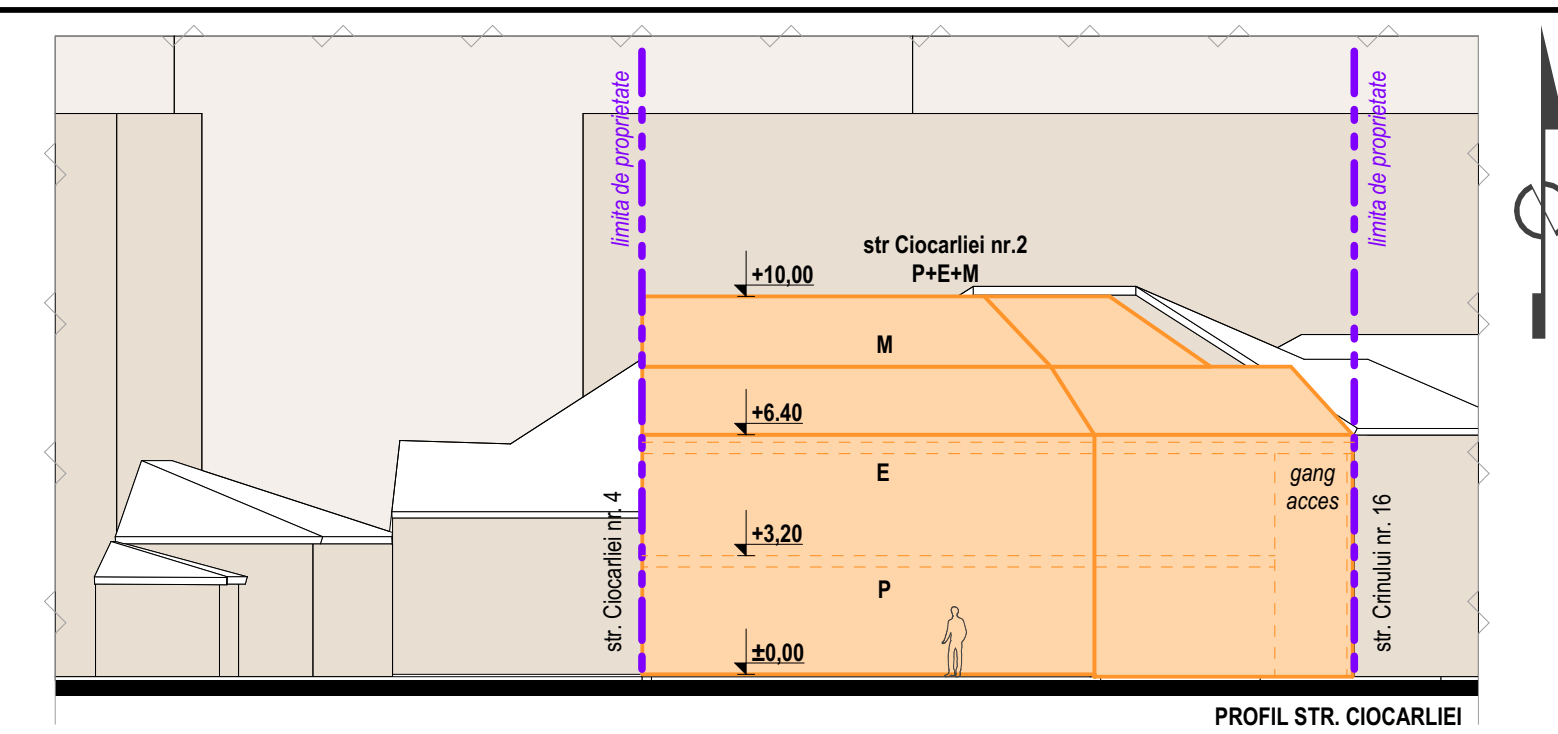 limita de proprietate
limita de proprietate
str Ciocarliei nr.2
P+E+M
+10,00
M
+6.40
E
gang
acces
str. Ciocarliei nr. 4
str. Crinului nr. 16
+3,20
P
±0,00
PROFIL STR. CIOCARLIEI